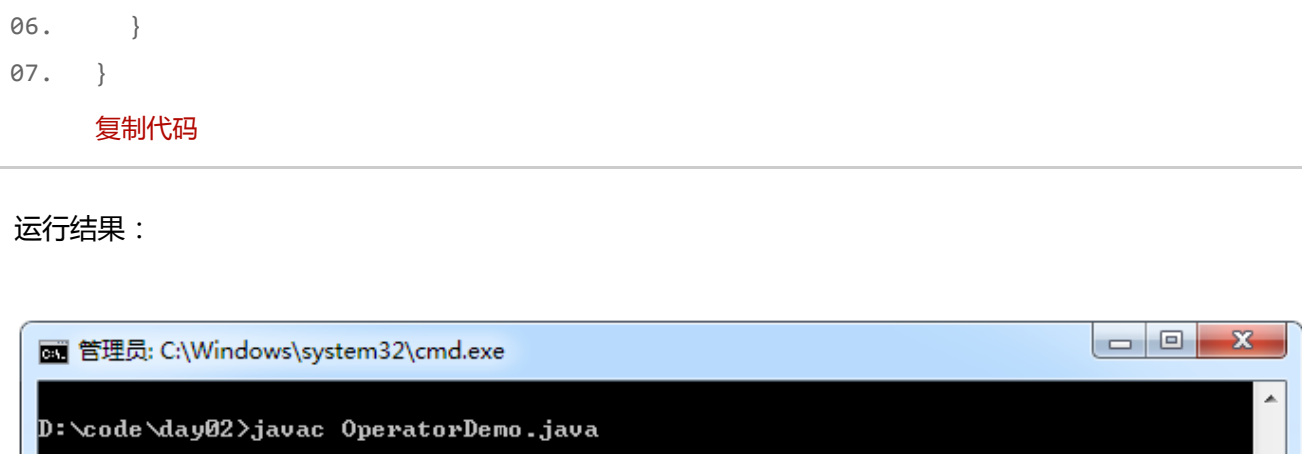 06. }
07. }
复制代码
运行结果：
管理员: C:\Windows\system32\cmd.exe
D:\code\day02>javac OperatorDemo.java